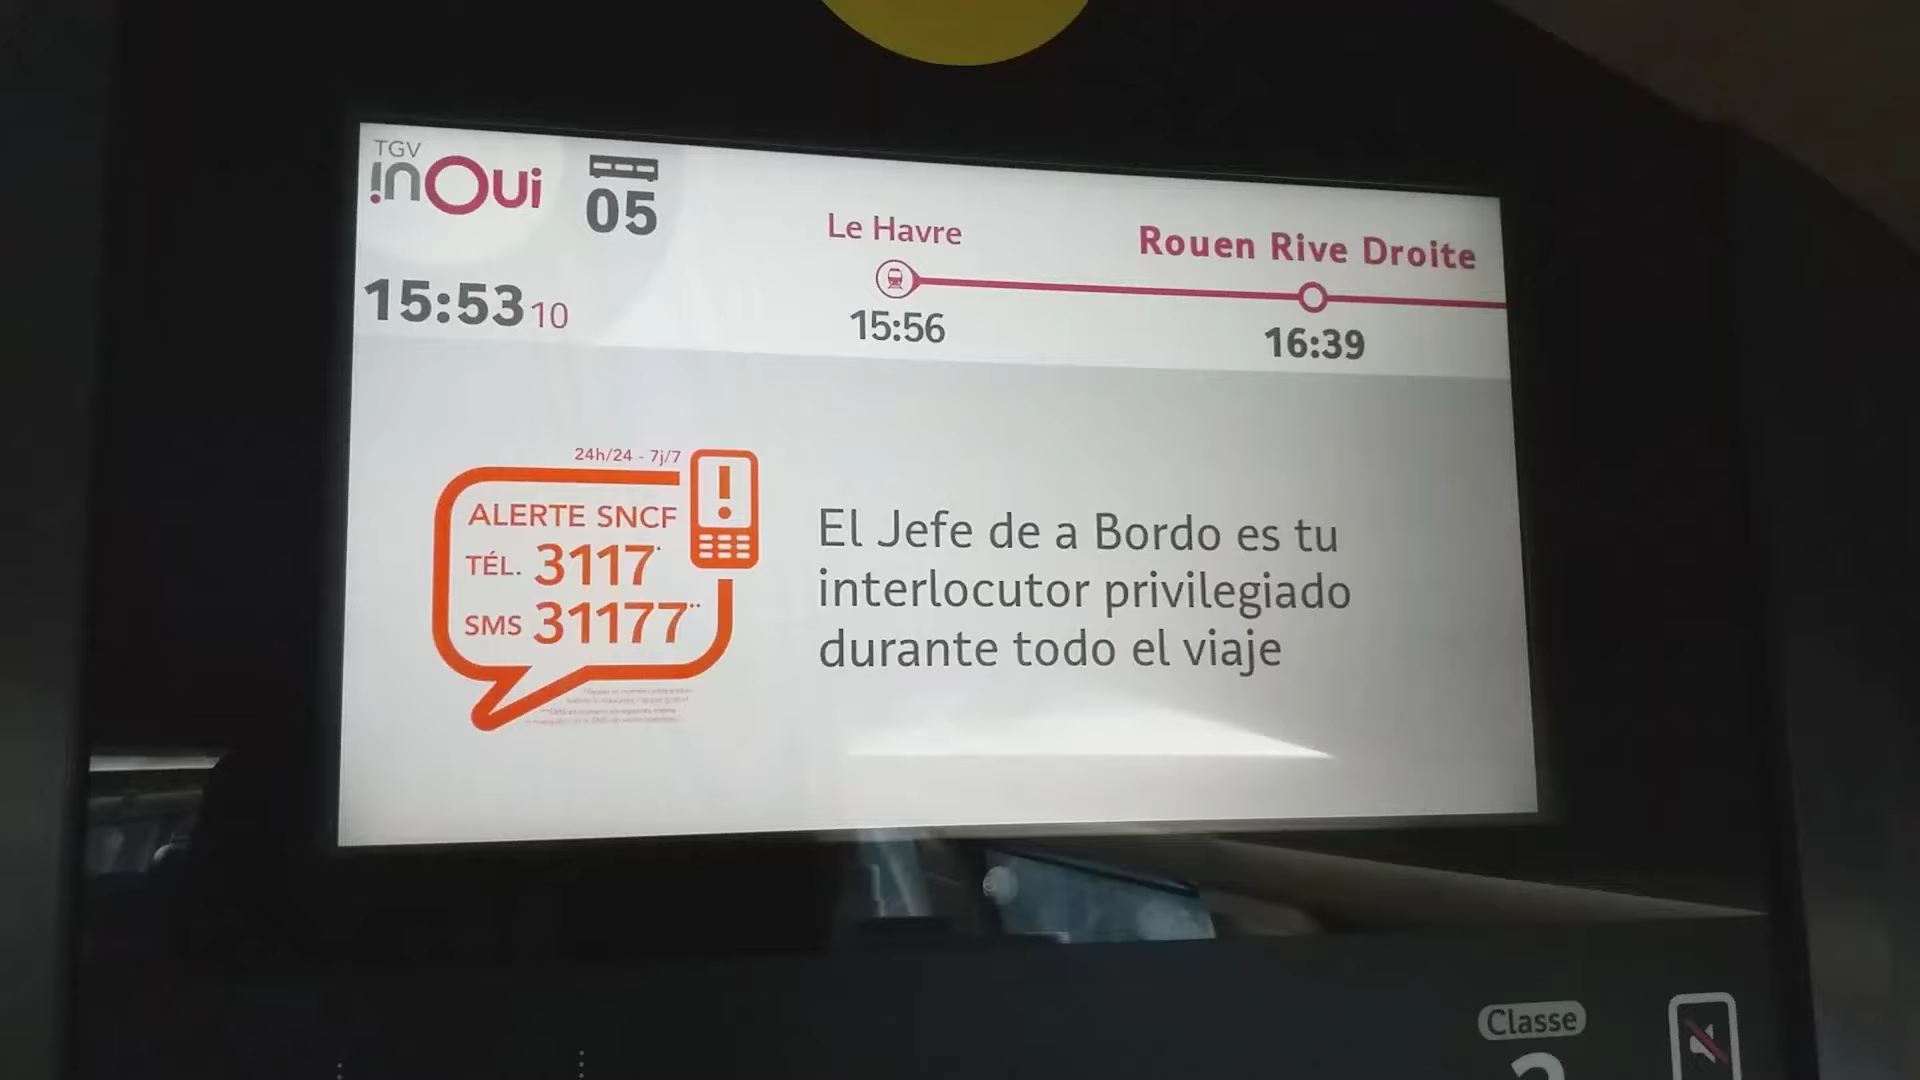 TGV
inOui
05
15:53 10
Le Havre
15:56
Rouen Rive Droite
16:39
24h/24 - 7j/7
ALERTE SNCF
TÉL. 3117*
SMS 31177**
El Jefe de a Bordo es tu
interlocutor privilegiado
durante todo el viaje
Classe
2